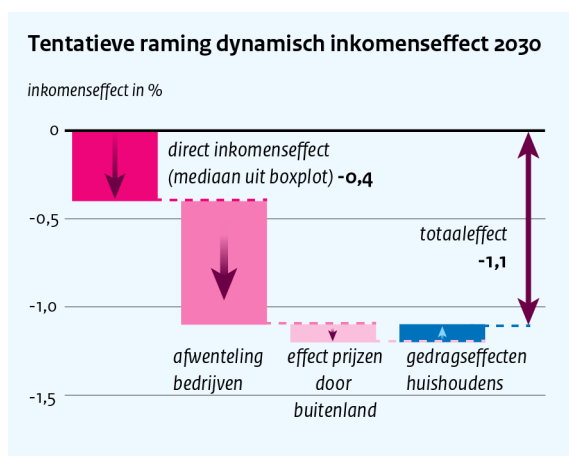 Tentatieve raming dynamisch inkomenseffect 2030
inkomenseffect in %
0
direct inkomenseffect
(mediaan uit boxplot) -0,4
-0,5
totaaleffect
-1,1
-1,0
afwenteling
bedrijven
effect prijzen
door
buitenland
gedragseffecten
huishoudens
-1,5